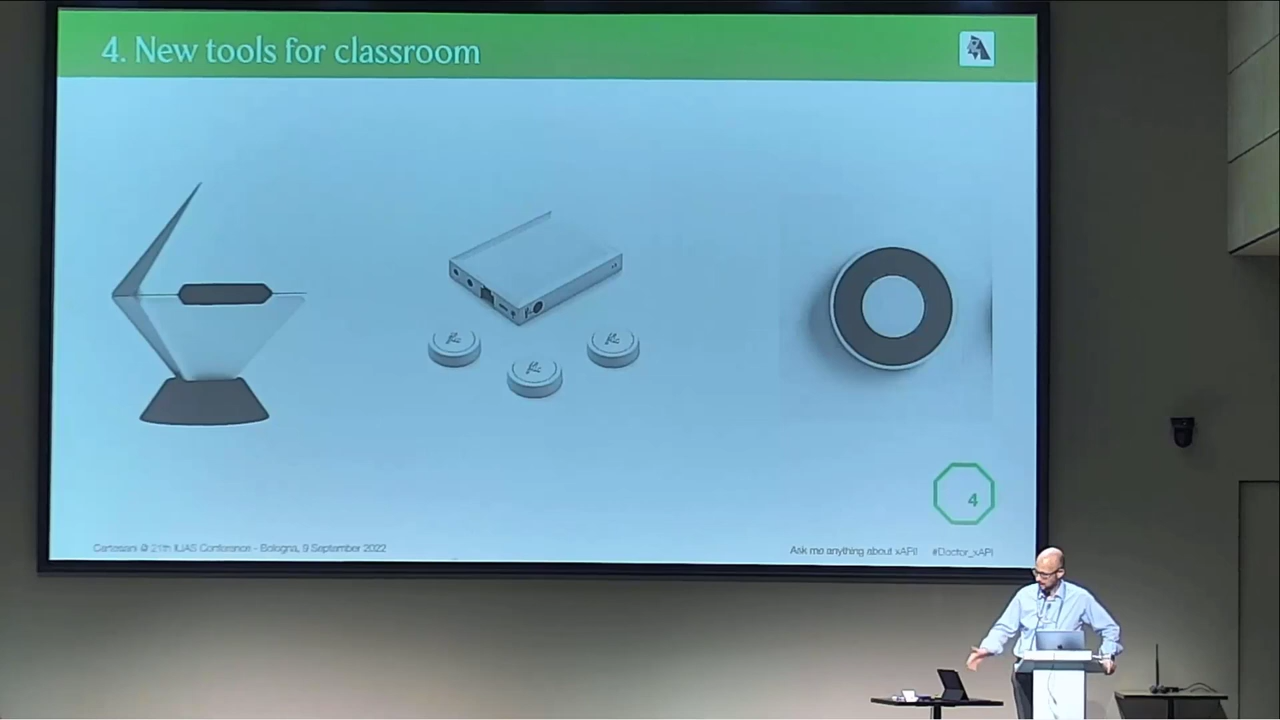 4. New tools for classroom
4
Cartesiani @ 21th ILIAS Conference - Bologna, 9 September 2022
Ask me anything about xAPI! #Doctor_xAPI